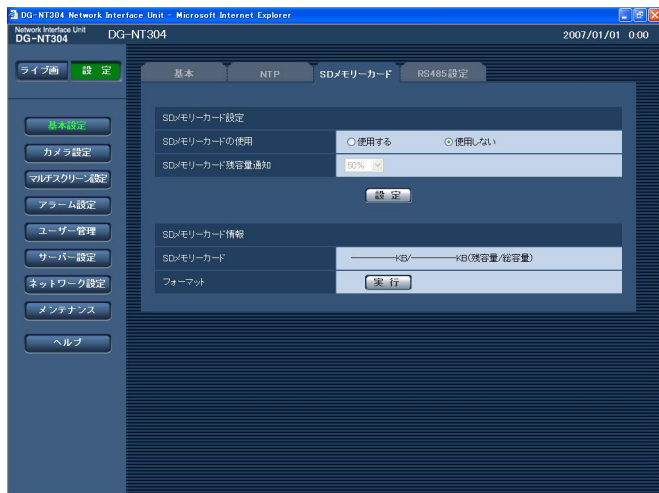 DG-NT304 Network Interface Unit - Microsoft Internet Explorer
Network Interface Unit
DG-NT304 DG-NT304 2007/01/01 0:00
ライブ画 設定
基本 NTP SDメモリーカード RS485設定
基本設定
カメラ設定
マルチスクリーン設定
アラーム設定
ユーザー管理
サーバー設定
ネットワーク設定
メンテナンス
ヘルプ
SDメモリーカード設定
SDメモリーカードの使用 使用する 使用しない
SDメモリーカード残容量通知 50%
設定
SDメモリーカード情報
SDメモリーカード ――――KB/――――KB(残容量/総容量)
フォーマット 実行